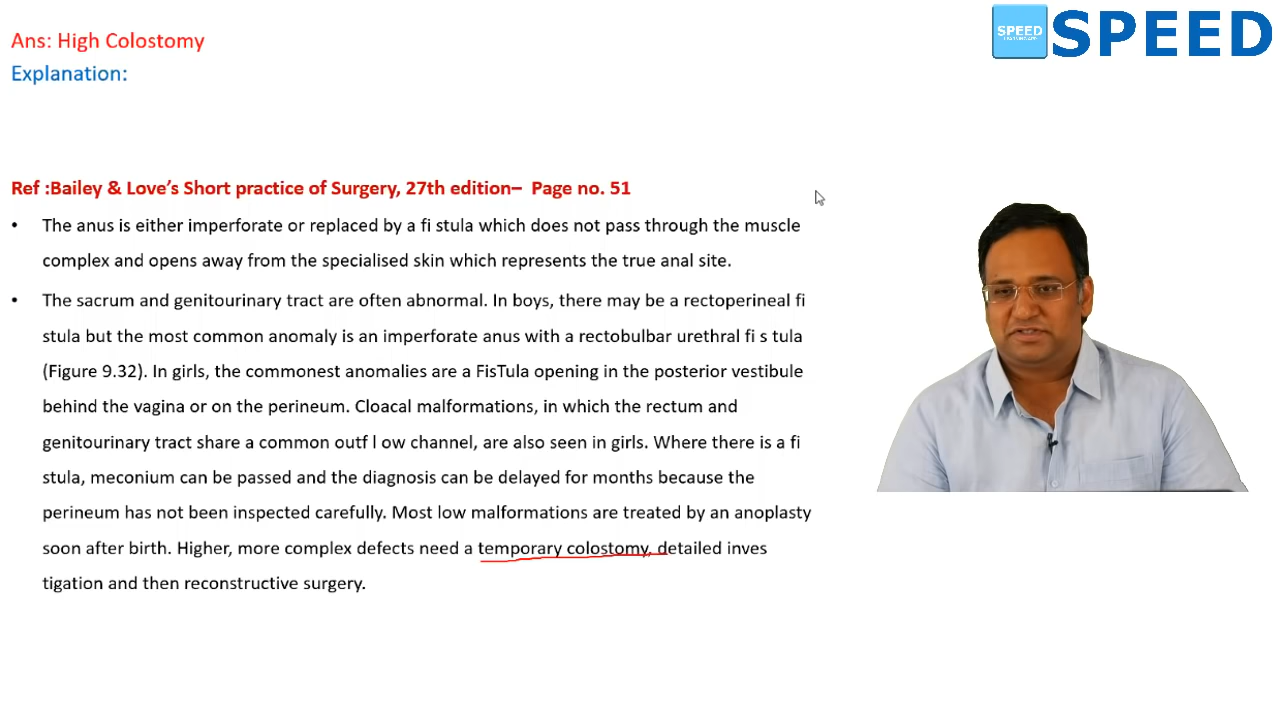 Ans: High Colostomy
SPEED
SPEED
Explanation:
Ref :Bailey & Love's Short practice of Surgery, 27th edition– Page no. 51
• The anus is either imperforate or replaced by a fi stula which does not pass through the muscle
complex and opens away from the specialised skin which represents the true anal site.
• The sacrum and genitourinary tract are often abnormal. In boys, there may be a rectoperineal fi
stula but the most common anomaly is an imperforate anus with a rectobulbar urethral fi s tula
(Figure 9.32). In girls, the commonest anomalies are a FisTula opening in the posterior vestibule
behind the vagina or on the perineum. Cloacal malformations, in which the rectum and
genitourinary tract share a common outf l ow channel, are also seen in girls. Where there is a fi
stula, meconium can be passed and the diagnosis can be delayed for months because the
perineum has not been inspected carefully. Most low malformations are treated by an anoplasty
soon after birth. Higher, more complex defects need a temporary colostomy, detailed inves
tigation and then reconstructive surgery.